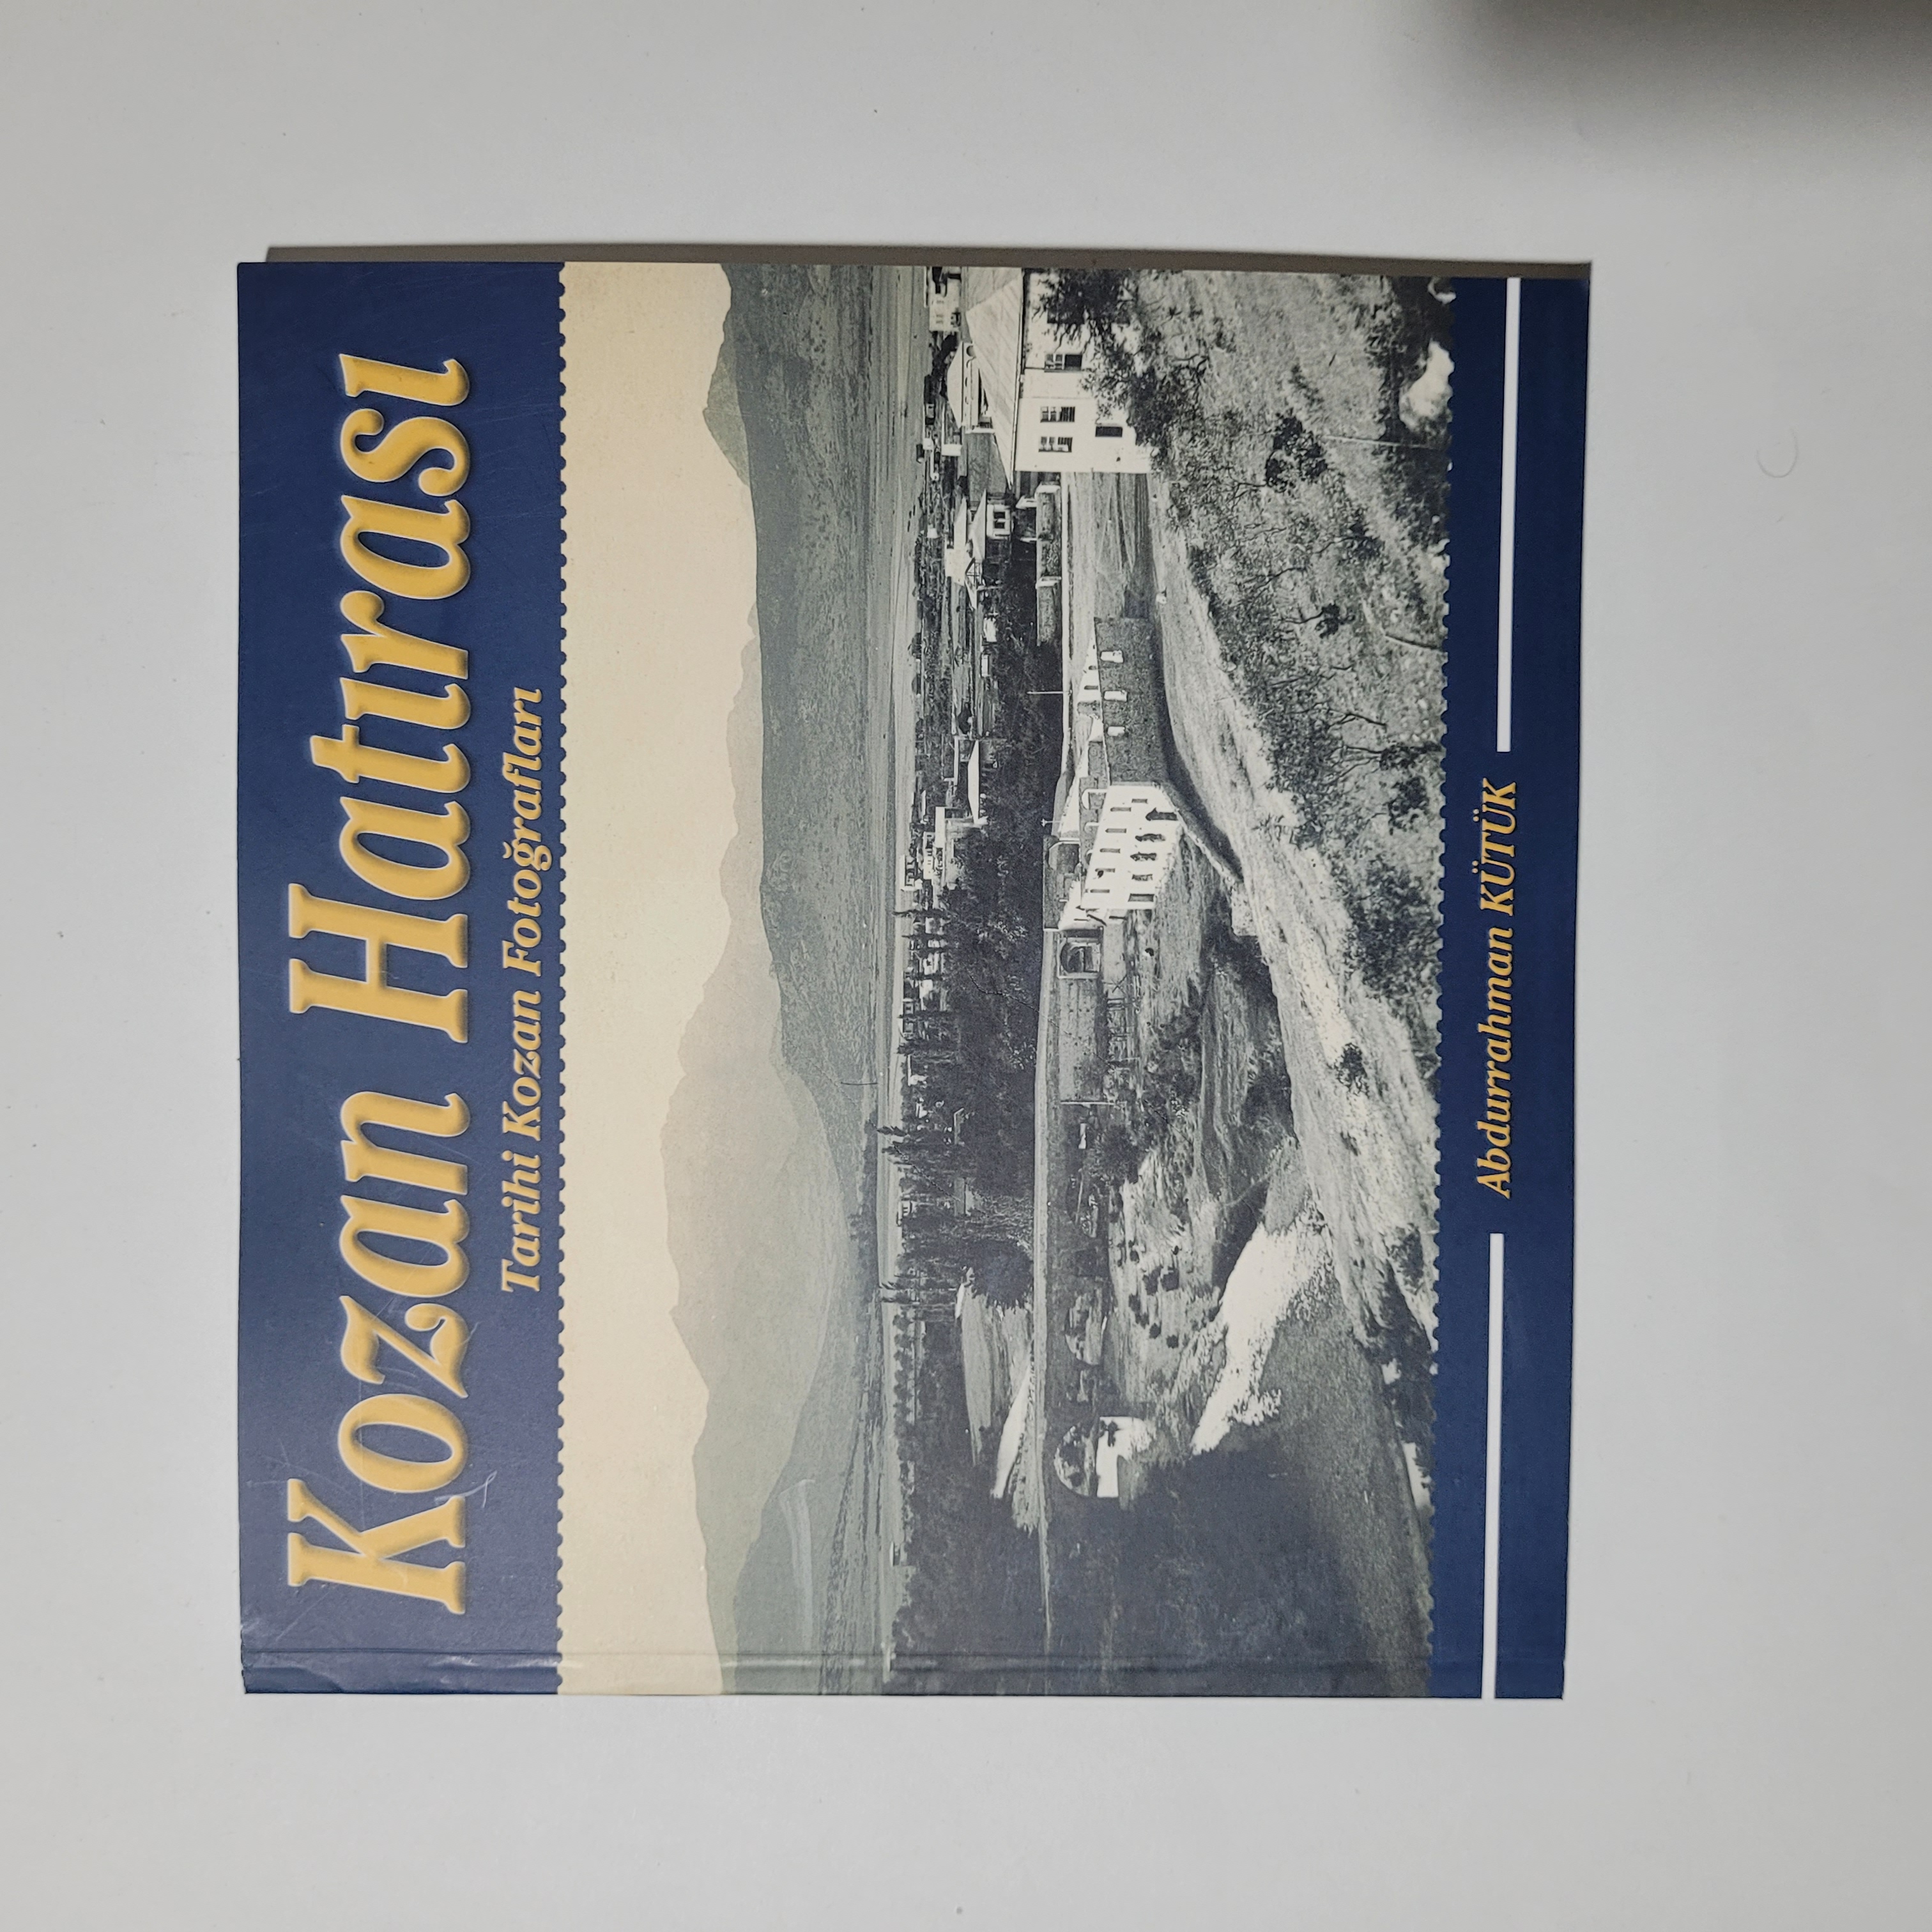 Kozan Hatırası
Tarihi Kozan Fotoğrafları
Abdurrahman KÜTÜK